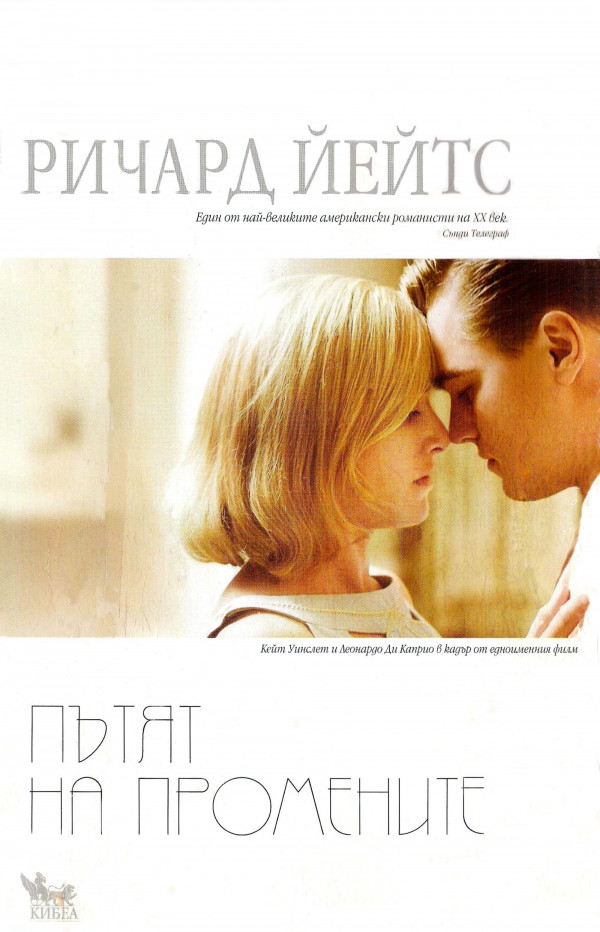 РИЧАРД ЙЕЙТС
Един от най-великите американски романисти на XX век.
Сънди Телеграф
Кейт Уинслет и Леонардо Ди Каприо в кадър от едноименния филм
ПЪТЯТ
НА ПРОМЕНИТЕ
КИБЕА